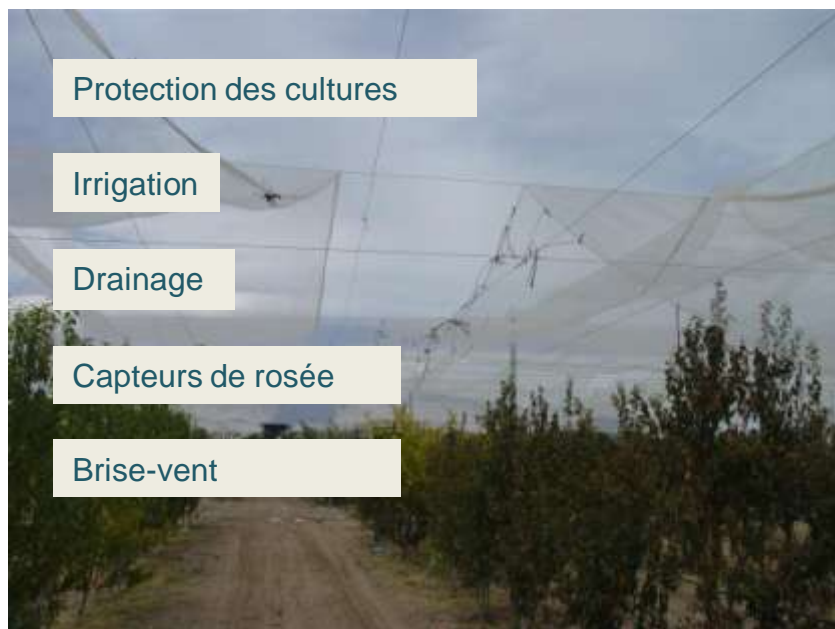 Protection des cultures
Irrigation
Drainage
Capteurs de rosée
Brise-vent